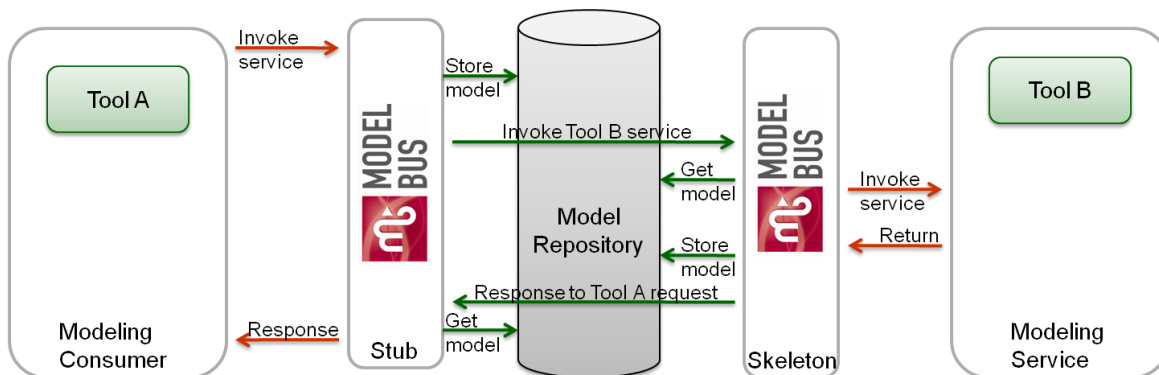 Tool A
Modeling
Consumer
Invoke
service
Response
MODEL
BUS
Stub
Store
model
Invoke Tool B service
Get
model
Model
Repository
Store
model
Response to Tool A request
Get
model
MODEL
BUS
Skeleton
Invoke
service
Return
Tool B
Modeling
Service